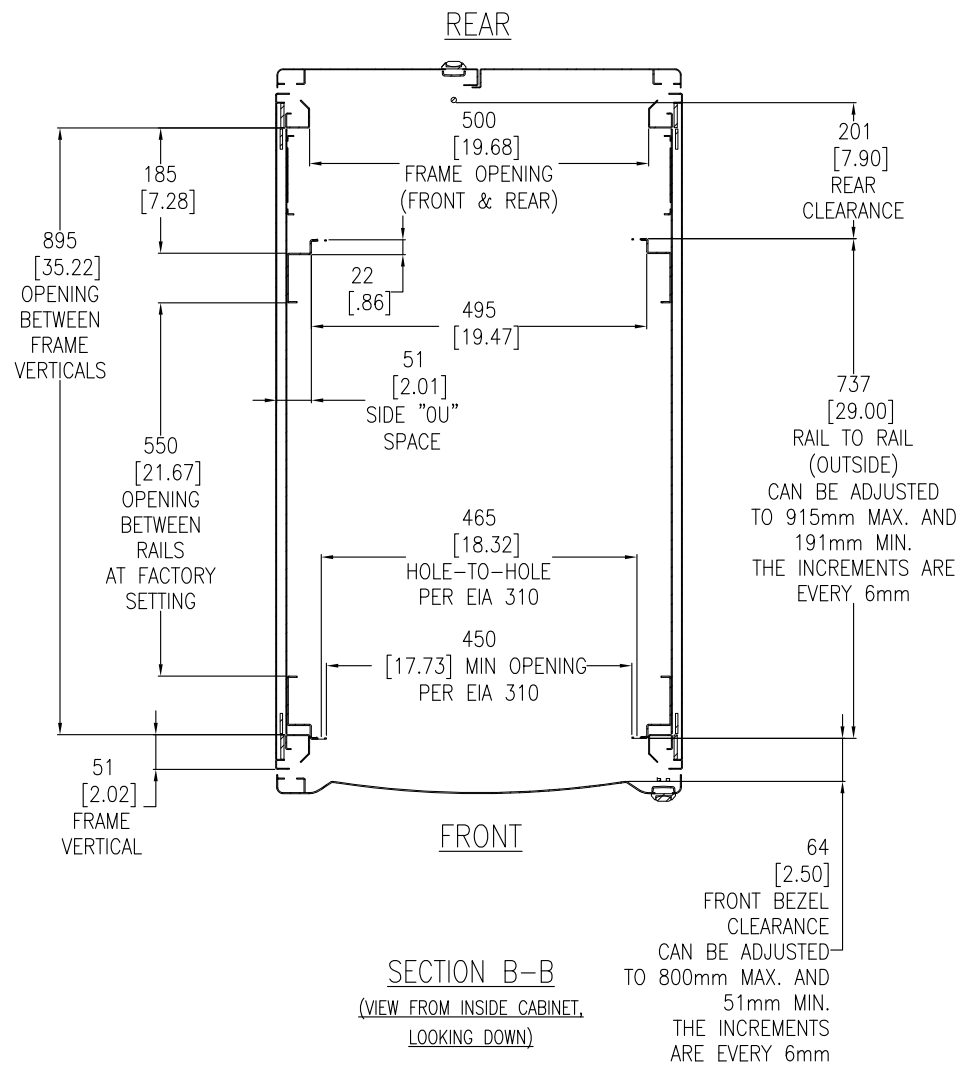 REAR
500
[19.68]
FRAME OPENING
(FRONT & REAR)
201
[7.90]
REAR
CLEARANCE
185
[7.28]
895
[35.22]
OPENING
BETWEEN
FRAME
VERTICALS
22
[.86]
495
[19.47]
51
[2.01]
SIDE "0U"
SPACE
737
[29.00]
RAIL TO RAIL
(OUTSIDE)
CAN BE ADJUSTED
TO 915mm MAX. AND
191mm MIN.
THE INCREMENTS ARE
EVERY 6mm
550
[21.67]
OPENING
BETWEEN
RAILS
AT FACTORY
SETTING
465
[18.32]
HOLE-TO-HOLE
PER EIA 310
450
[17.73] MIN OPENING
PER EIA 310
51
[2.02]
FRAME
VERTICAL
FRONT
64
[2.50]
FRONT BEZEL
CLEARANCE
CAN BE ADJUSTED
TO 800mm MAX. AND
51mm MIN.
THE INCREMENTS
ARE EVERY 6mm
SECTION B-B
(VIEW FROM INSIDE CABINET,
LOOKING DOWN)